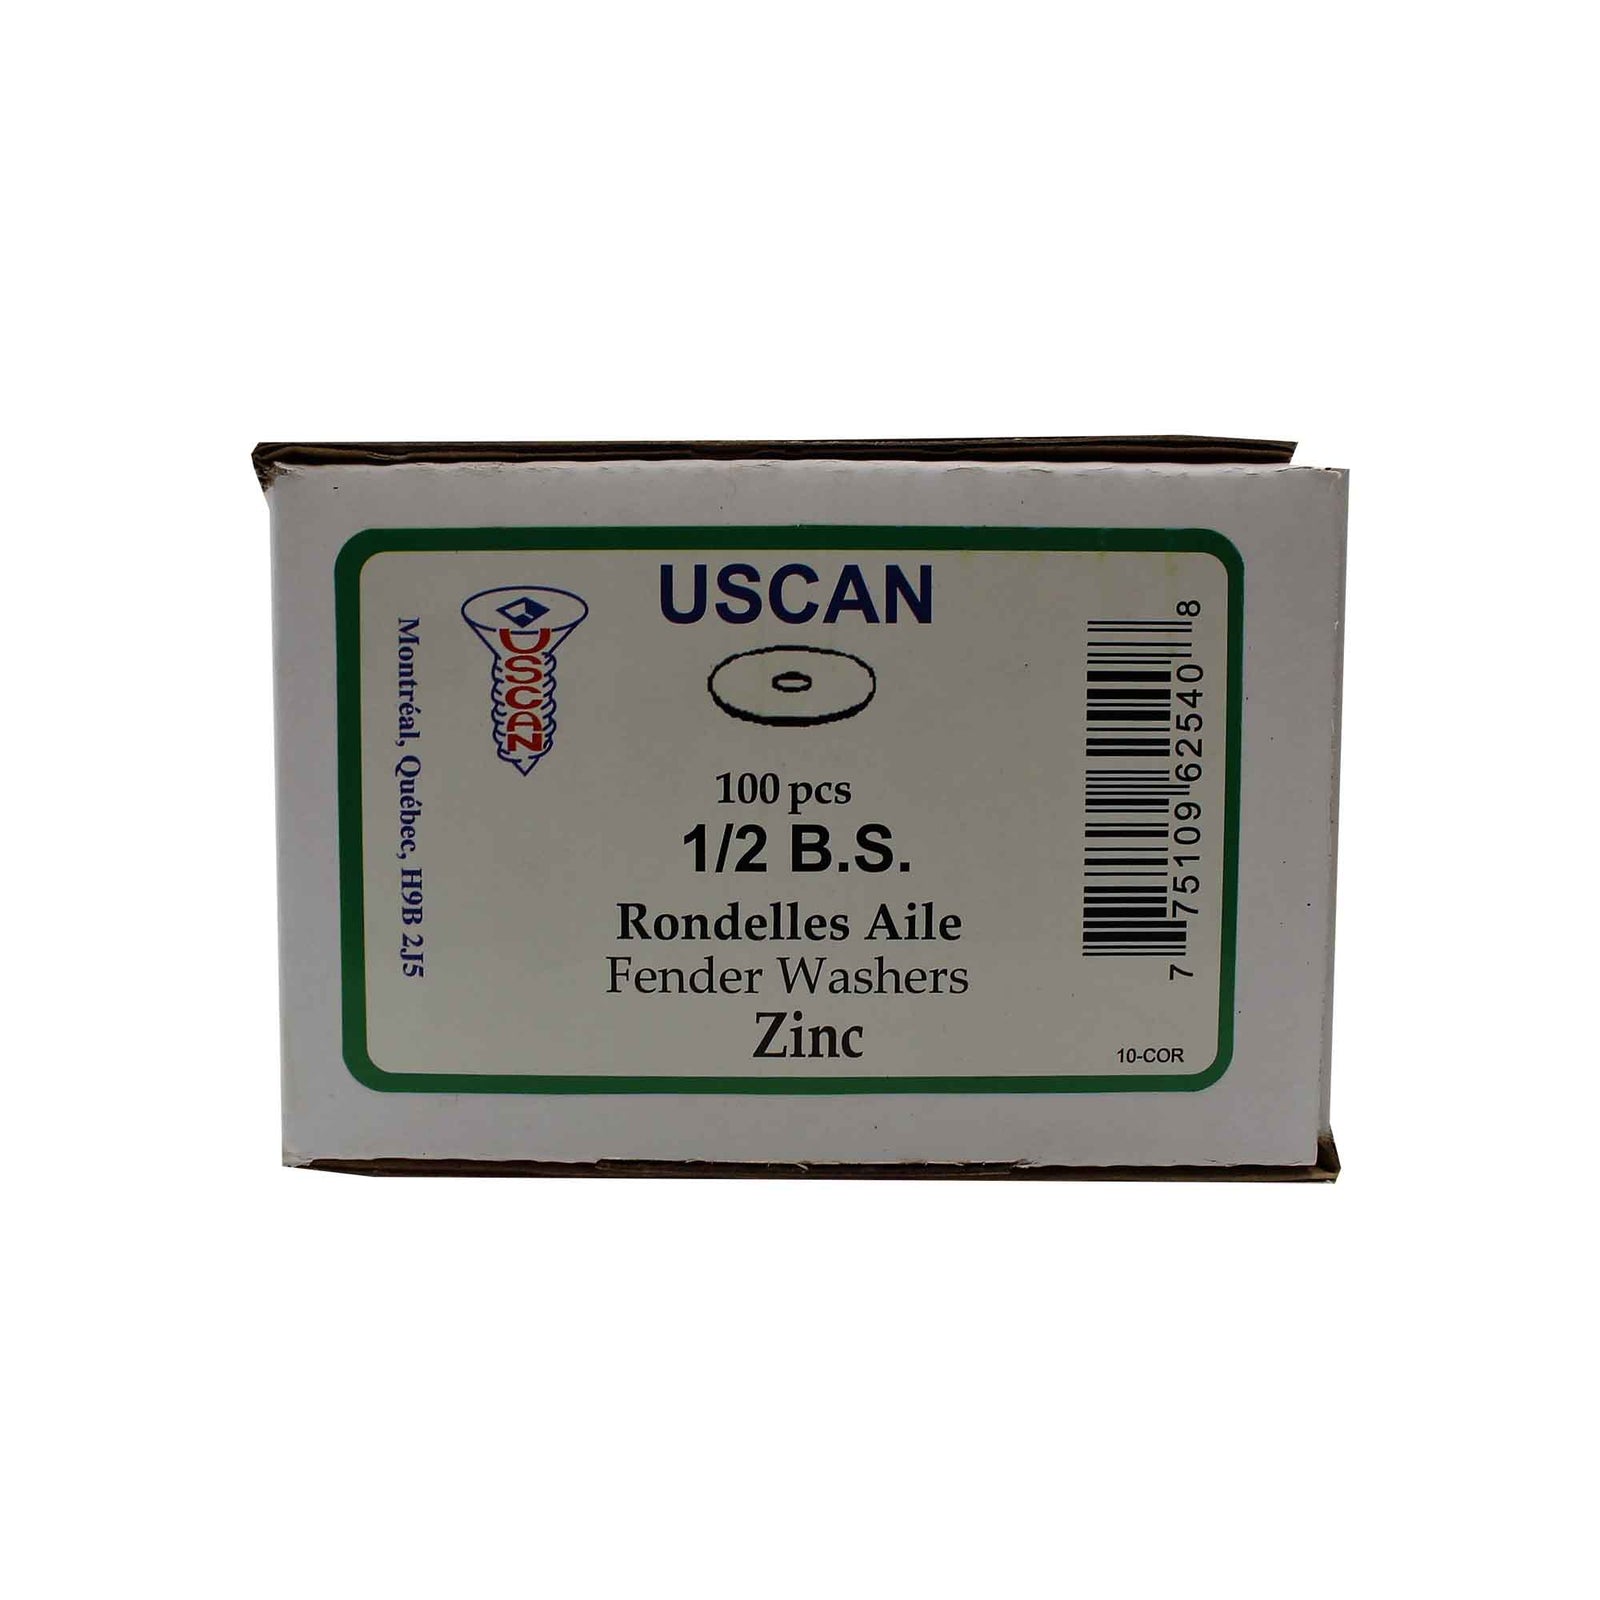 USCAN
USCAN
Montréal, Québec, H9B 2J5
100 pcs
1/2 B.S.
Rondelles Aile
Fender Washers
Zinc
7 75109 62540 8
10-COR